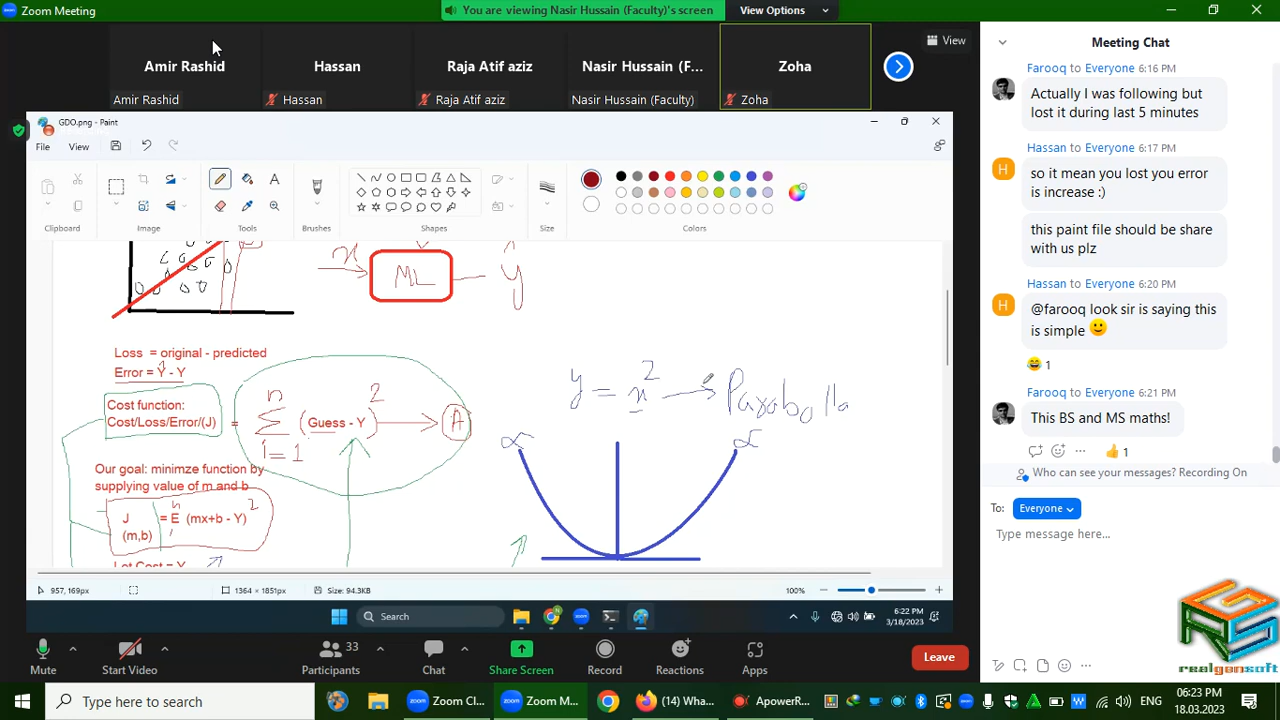 Zoom Meeting
You are viewing Nasir Hussain (Faculty)'s screen
View Options
Amir Rashid
Hassan
Raja Atif aziz
Nasir Hussain (F...
Zoha
View
Amir Rashid
Hassan
Raja Atif aziz
Nasir Hussain (Faculty)
Zoha
GDO.png - Paint
File
View
Clipboard
Image
Tools
Brushes
Shapes
Size
Colors
x
ML
ŷ
Loss = original - predicted
Error = Y - Y
Cost function:
Cost/Loss/Error/(J)
= n Σ i=1 (Guess - Y)2 A
Our goal: minimze function by
supplying value of m and b
J = E (mx+b - Y) 2
(m,b)
Let Cost = Y
y = x2 Parabolla
∝ ∝
957, 169px
1364 × 1851px
Size: 94.3KB
100%
Search
6:22 PM
3/18/2023
Mute
Start Video
Participants
33
Chat
Share Screen
Record
Reactions
Apps
Leave
Meeting Chat
Farooq to Everyone 6:16 PM
Actually I was following but
lost it during last 5 minutes
Hassan to Everyone 6:17 PM
H
so it mean you lost you error
is increase :)
this paint file should be share
with us plz
Hassan to Everyone 6:20 PM
H
@farooq look sir is saying this
is simple
1
Farooq to Everyone 6:21 PM
This BS and MS maths!
1
Who can see your messages? Recording On
To: Everyone
Type message here...
realgensoft
Type here to search
Zoom Cl...
Zoom M...
(14) Wha...
ApowerR...
ENG
06:23 PM
18.03.2023